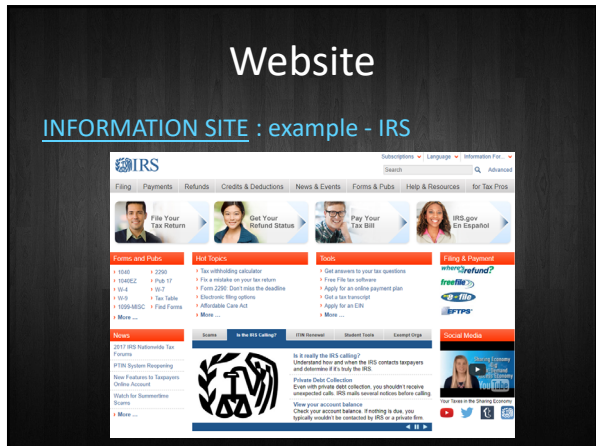 Website
INFORMATION SITE : example - IRS
Subscriptions Language Information For...
IRS
Search Advanced
Filing Payments Refunds Credits & Deductions News & Events Forms & Pubs Help & Resources for Tax Pros
File Your
Tax Return
Get Your
Refund Status
Pay Your
Tax Bill
IRS.gov
En Español
Forms and Pubs
1040 2290
1040EZ Pub 17
W-4 W-7
W-9 Tax Table
1099-MISC Find Forms
More ...
Hot Topics
Tax withholding calculator
Fix a mistake on your tax return
Form 2290: Don't miss the deadline
Electronic filing options
Affordable Care Act
More ...
Tools
Get answers to your tax questions
Free File tax software
Apply for an online payment plan
Get a tax transcript
Apply for an EIN
More ...
Filing & Payment
where's my refund?
freefile
e-file
EFTPS
News
2017 IRS Nationwide Tax
Forums
PTIN System Reopening
New Features to Taxpayers
Online Account
Watch for Summertime
Scams
More ...
Scams Is the IRS Calling? ITIN Renewal Student Tools Exempt Orgs
Is it really the IRS calling?
Understand how and when the IRS contacts taxpayers
and determine if it's truly the IRS.
Private Debt Collection
Even with private debt collection, you shouldn't receive
unexpected calls. IRS mails several notices before calling
View your account balance
Check your account balance. If nothing is due, you
typically wouldn't be contacted by IRS or a private firm.
Social Media
Sharing Economy
YouTube
Your Taxes in the Sharing Economy